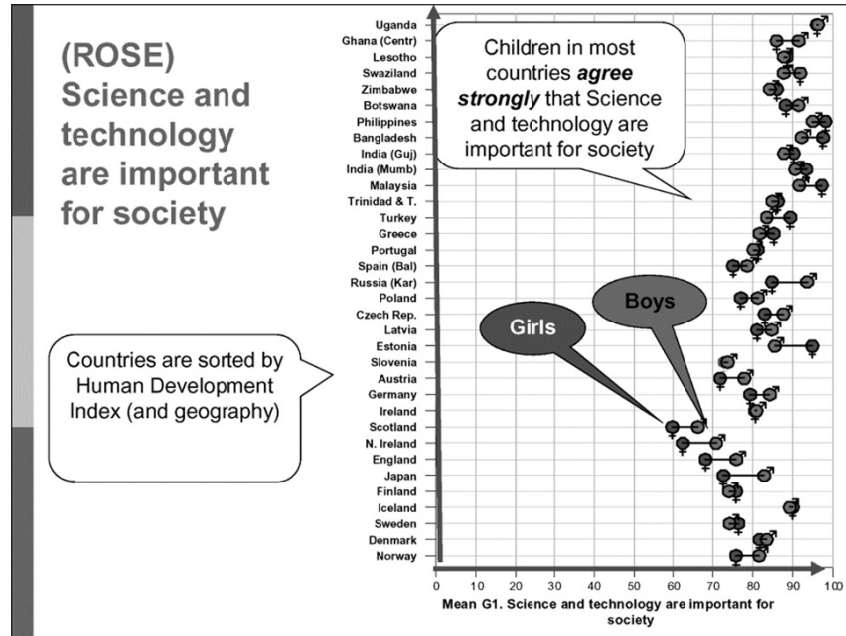 (ROSE)
Science and
technology
are important
for society
Children in most
countries agree
strongly that Science
and technology are
important for society
Countries are sorted by
Human Development
Index (and geography)
Girls
Boys
Uganda
Ghana (Centr)
Lesotho
Swaziland
Zimbabwe
Botswana
Philippines
Bangladesh
India (Guj)
India (Mumb)
Malaysia
Trinidad & T.
Turkey
Greece
Portugal
Spain (Bal)
Russia (Kar)
Poland
Czech Rep.
Latvia
Estonia
Slovenia
Austria
Germany
Ireland
Scotland
N. Ireland
England
Japan
Finland
Iceland
Sweden
Denmark
Norway
0 10 20 30 40 50 60 70 80 90 100
Mean G1. Science and technology are important for
society